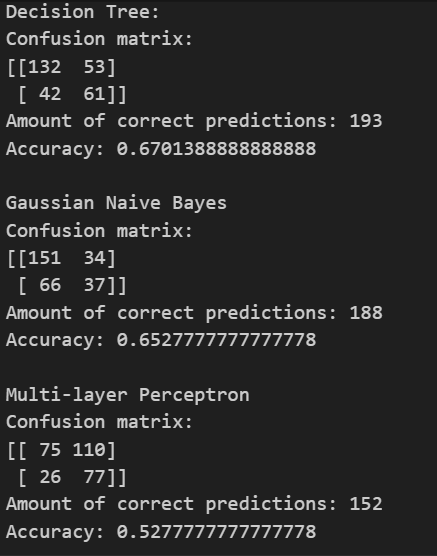 Decision Tree:
Confusion matrix:
[[132  53]
 [ 42  61]]
Amount of correct predictions: 193
Accuracy: 0.6701388888888888

Gaussian Naive Bayes
Confusion matrix:
[[151  34]
 [ 66  37]]
Amount of correct predictions: 188
Accuracy: 0.6527777777777778

Multi-layer Perceptron
Confusion matrix:
[[ 75 110]
 [ 26  77]]
Amount of correct predictions: 152
Accuracy: 0.5277777777777778